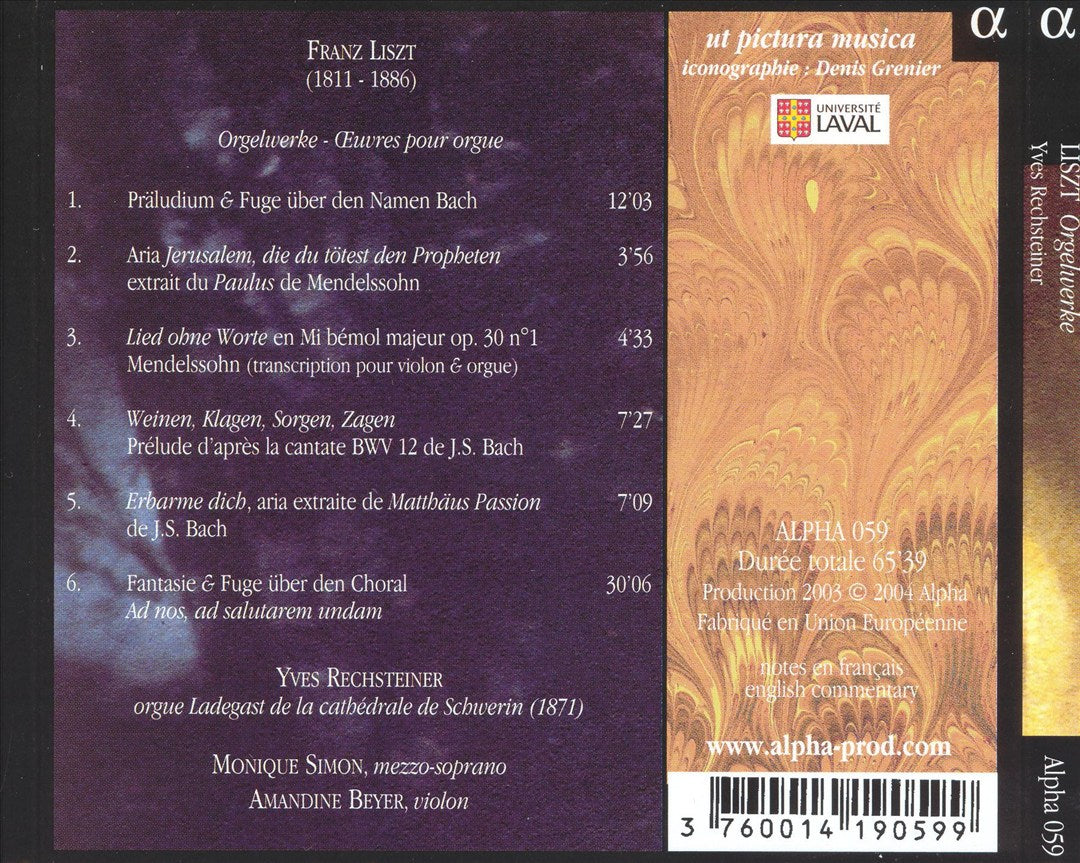 FRANZ LISZT
(1811 - 1886)
Orgelwerke - Œuvres pour orgue
1. Präludium & Fuge über den Namen Bach 12'03
2. Aria Jerusalem, die du tötest den Propheten 3'56
extrait du Paulus de Mendelssohn
3. Lied ohne Worte en Mi bémol majeur op. 30 n°1 4'33
Mendelssohn (transcription pour violon & orgue)
4. Weinen, Klagen, Sorgen, Zagen 7'27
Prélude d'après la cantate BWV 12 de J.S. Bach
5. Erbarme dich, aria extraite de Matthäus Passion 7'09
de J.S. Bach
6. Fantasie & Fuge über den Choral 30'06
Ad nos, ad salutarem undam
YVES RECHSTEINER
orgue Ladegast de la cathédrale de Schwerin (1871)
MONIQUE SIMON, mezzo-soprano
AMANDINE BEYER, violon
ut pictura musica
iconographie : Denis Grenier
UNIVERSITÉ
LAVAL
ALPHA 059
Durée totale 65'39
Production 2003 © 2004 Alpha
Fabriqué en Union Européenne
notes en français
english commentary
www.alpha-prod.com
3 760014 190599
α
α
LISZT Orgelwerke
Yves Rechsteiner
Alpha 059